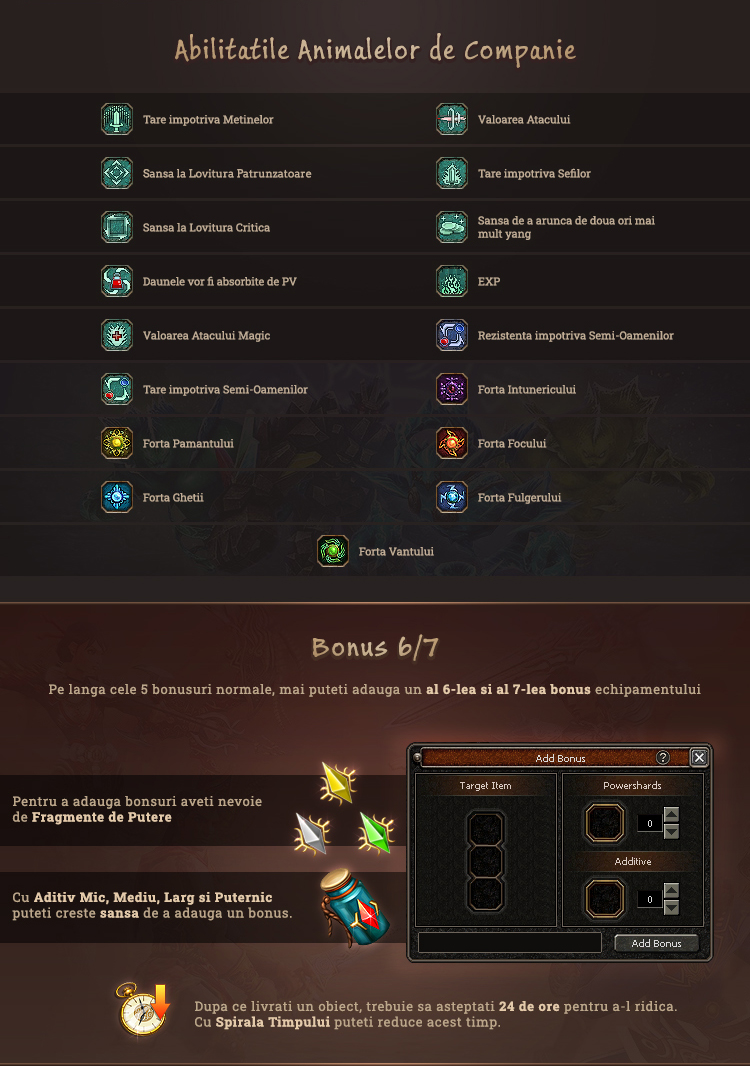 Abilitatile Animalelor de Companie
Tare impotriva Metinelor
Valoarea Atacului
Sansa la Lovitura Patrunzatoare
Tare impotriva Sefilor
Sansa la Lovitura Critica
Sansa de a arunca de doua ori mai
mult yang
Daunele vor fi absorbite de PV
EXP
Valoarea Atacului Magic
Rezistenta impotriva Semi-Oamenilor
Tare impotriva Semi-Oamenilor
Forta Intunericului
Forta Pamantului
Forta Focului
Forta Ghetii
Forta Fulgerului
Forta Vantului
Bonus 6/7
Pe langa cele 5 bonusuri normale, mai puteti adauga un al 6-lea si al 7-lea bonus echipamentului
Pentru a adauga bonsuri aveti nevoie
de Fragmente de Putere
Cu Aditiv Mic, Mediu, Larg si Puternic
puteti creste sansa de a adauga un bonus.
Add Bonus
?
Target Item
Powershards
0
Additive
0
Add Bonus
Dupa ce livrati un obiect, trebuie sa asteptati 24 de ore pentru a-l ridica.
Cu Spirala Timpului puteti reduce acest timp.